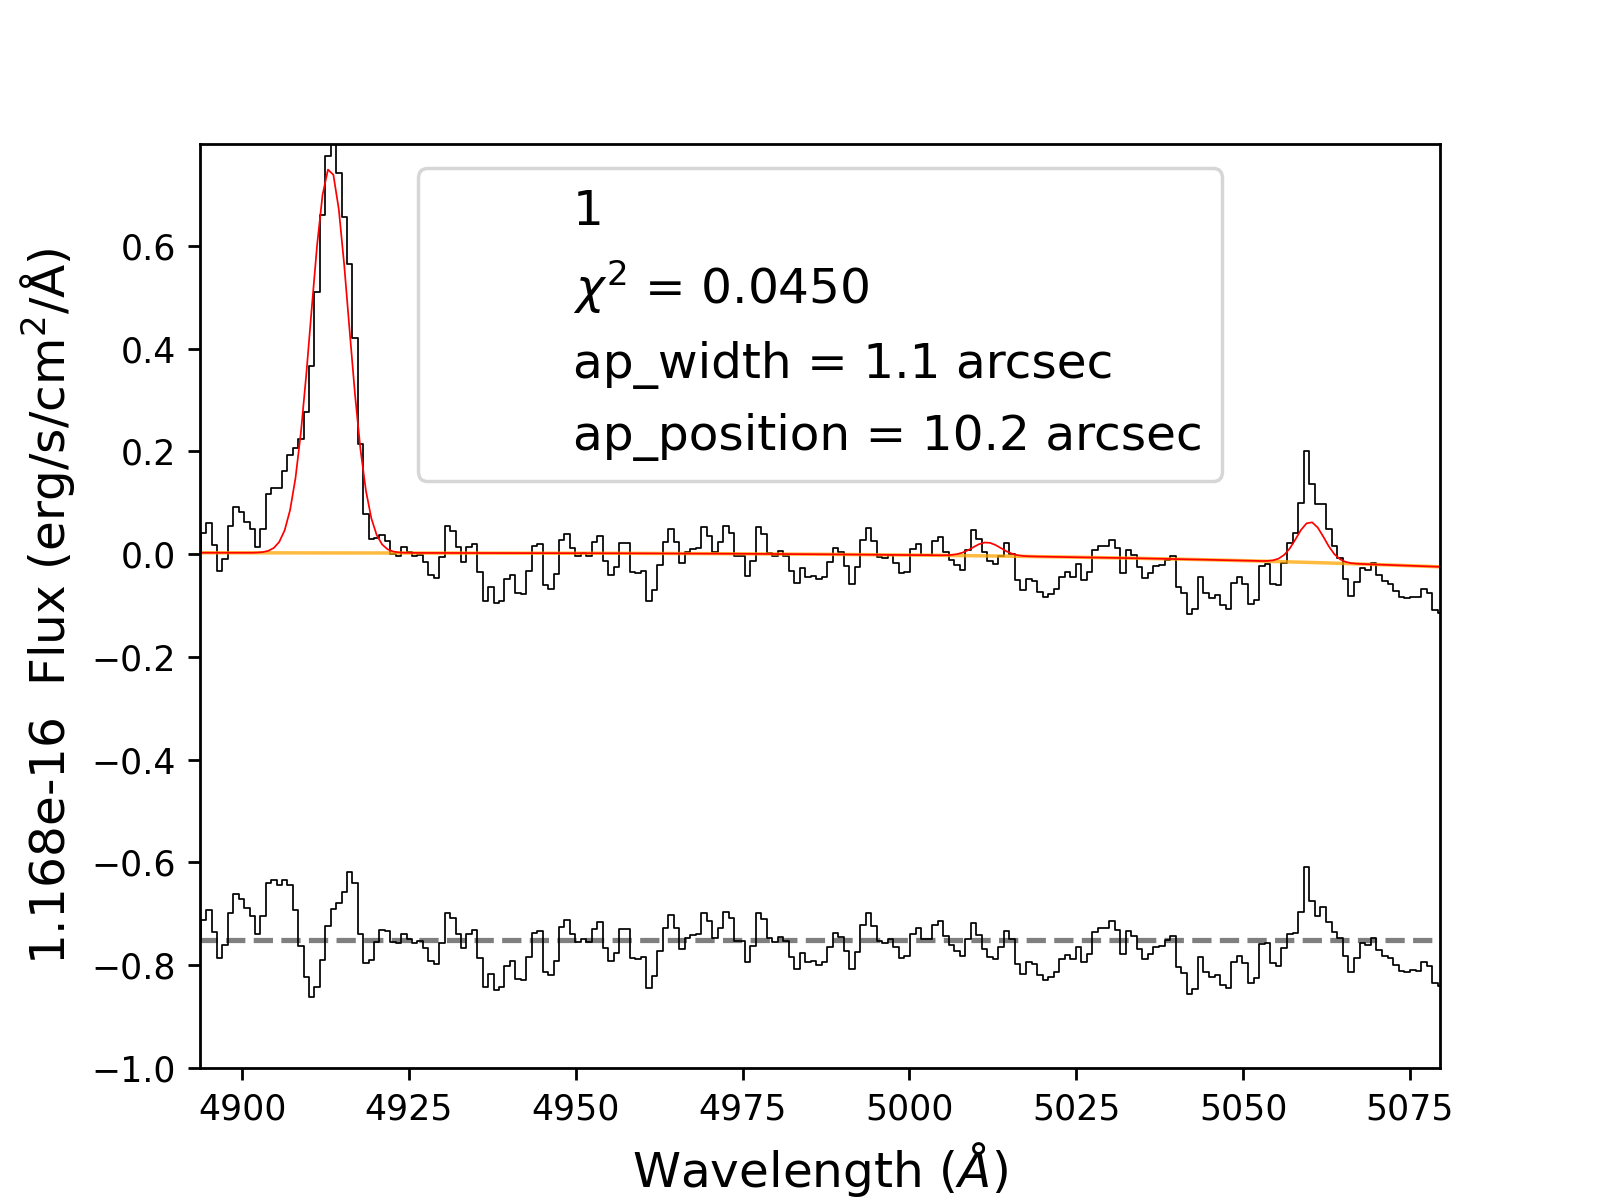 1
χ² = 0.0450
ap_width = 1.1 arcsec
ap_position = 10.2 arcsec
1.168e-16 Flux (erg/s/cm²/Å)
0.6
0.4
0.2
0.0
−0.2
−0.4
−0.6
−0.8
−1.0
4900 4925 4950 4975 5000 5025 5050 5075
Wavelength (Å)